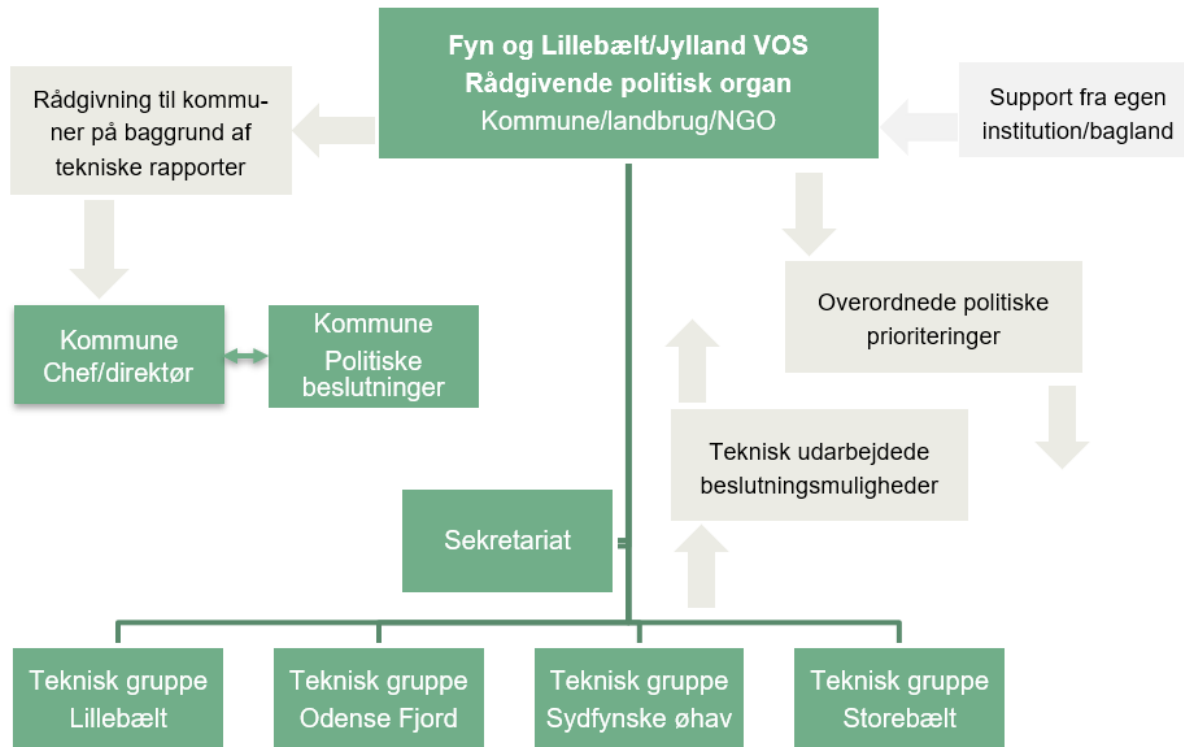 Fyn og Lillebælt/Jylland VOS
Rådgivende politisk organ
Kommune/landbrug/NGO
Rådgivning til kommu-
ner på baggrund af
tekniske rapporter
Support fra egen
institution/bagland
Overordnede politiske
prioriteringer
Kommune
Chef/direktør
Kommune
Politiske
beslutninger
Teknisk udarbejdede
beslutningsmuligheder
Sekretariat
Teknisk gruppe
Lillebælt
Teknisk gruppe
Odense Fjord
Teknisk gruppe
Sydfynske øhav
Teknisk gruppe
Storebælt